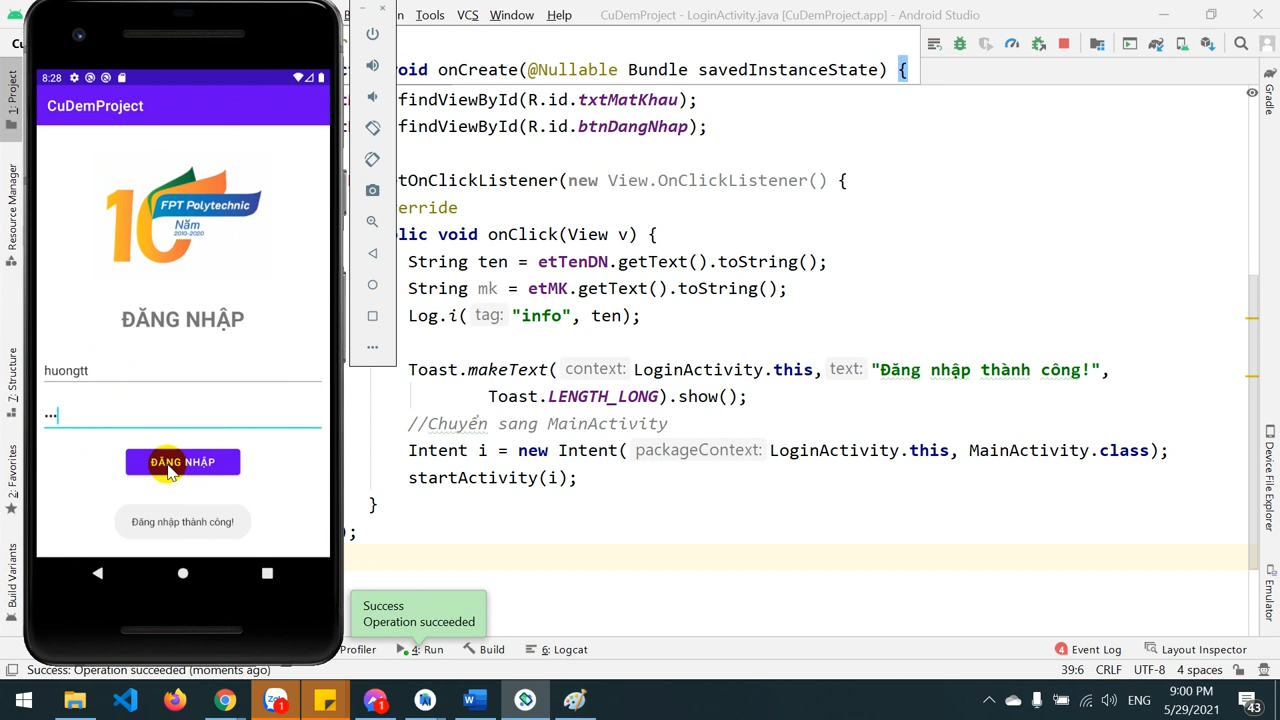 Tools VCS Window Help CuDemProject - LoginActivity.java [CuDemProject.app] - Android Studio
void onCreate(@Nullable Bundle savedInstanceState) {
findViewById(R.id.txtMatKhau);
findViewById(R.id.btnDangNhap);
tOnClickListener(new View.OnClickListener() {
erride
lic void onClick(View v) {
String ten = etTenDN.getText().toString();
String mk = etMK.getText().toString();
Log.i( tag: "info", ten);
Toast.makeText( context: LoginActivity.this, text: "Đăng nhập thành công!",
Toast.LENGTH_LONG).show();
//Chuyển sang MainActivity
Intent i = new Intent( packageContext: LoginActivity.this, MainActivity.class);
startActivity(i);
}
);
8:28
CuDemProject
10
FPT Polytechnic
Năm
2010-2020
ĐĂNG NHẬP
huongtt
•••
ĐĂNG NHẬP
Đăng nhập thành công!
1: Project
Resource Manager
Z: Structure
2: Favorites
Build Variants
Gradle
Device File Explorer
Emulator
Success
Operation succeeded
Profiler 4: Run Build 6: Logcat 4 Event Log Layout Inspector
Success: Operation succeeded (moments ago) 39:6 CRLF UTF-8 4 spaces
ENG 9:00 PM
5/29/2021
43